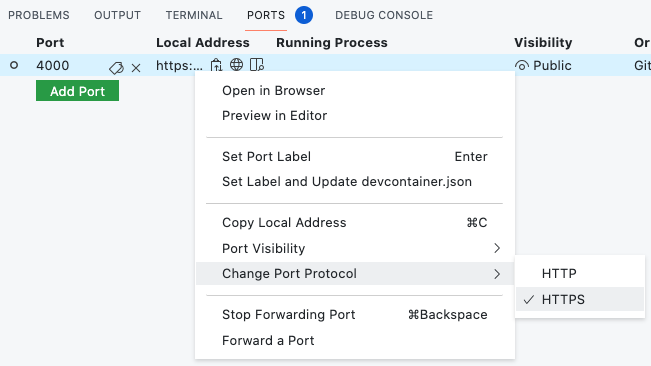 PROBLEMS OUTPUT TERMINAL PORTS 1 DEBUG CONSOLE
Port Local Address Running Process Visibility Or
4000 https:... Public Git
Add Port
Open in Browser
Preview in Editor
Set Port Label Enter
Set Label and Update devcontainer.json
Copy Local Address ⌘C
Port Visibility
Change Port Protocol
HTTP
HTTPS
Stop Forwarding Port ⌘Backspace
Forward a Port